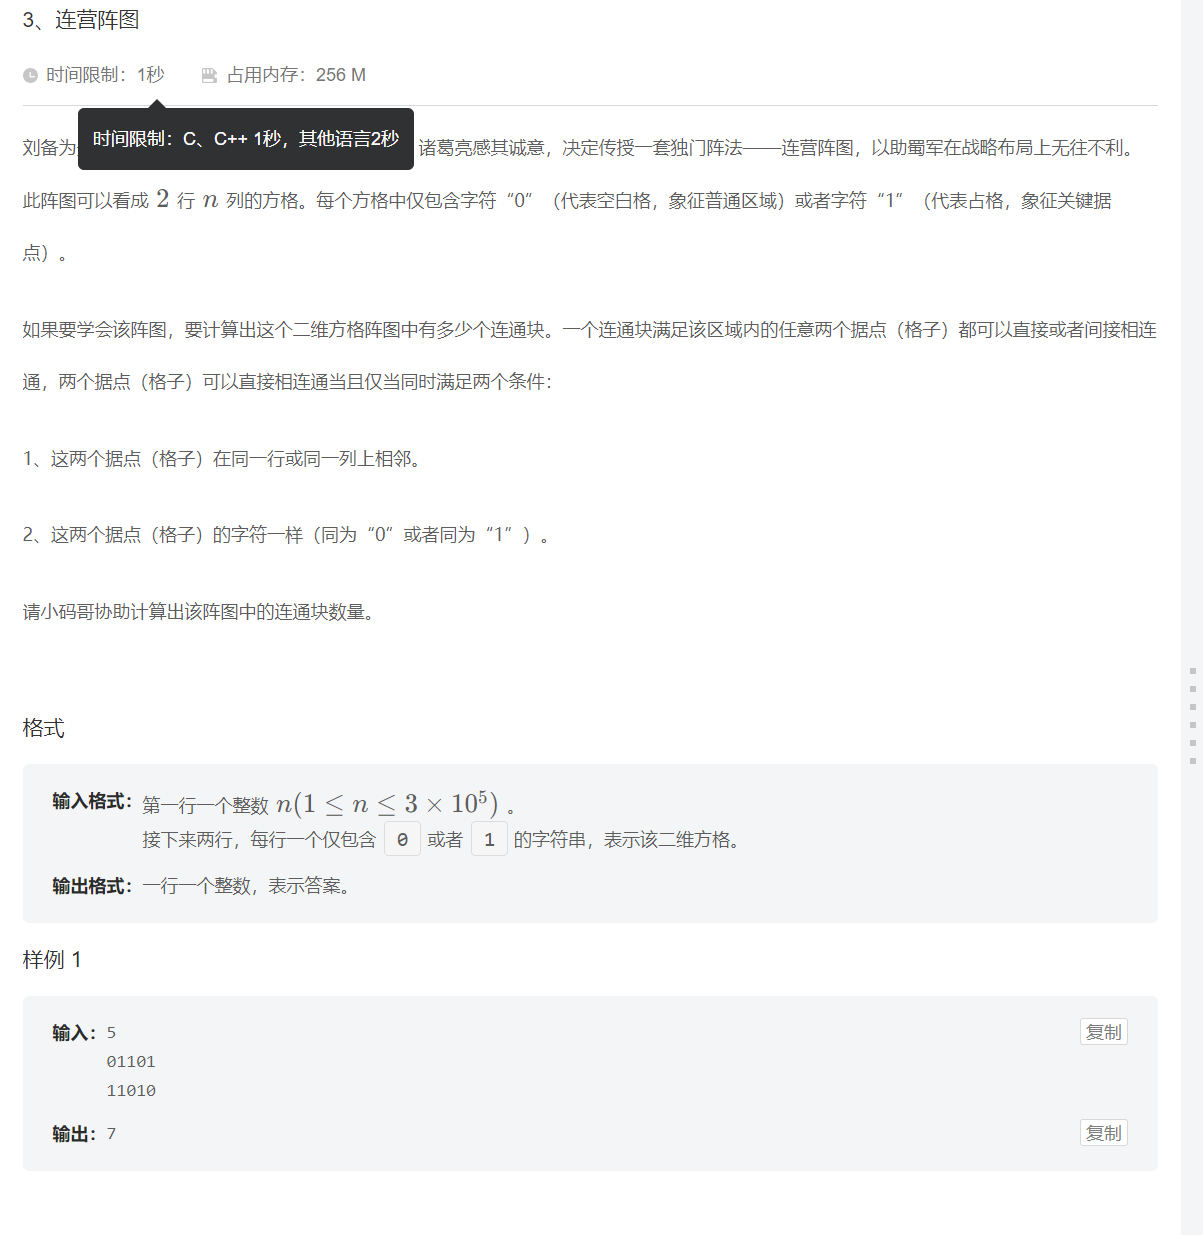 3、连营阵图
时间限制：1秒 占用内存：256 M
时间限制：C、C++ 1秒，其他语言2秒
刘备为 诸葛亮感其诚意，决定传授一套独门阵法——连营阵图，以助蜀军在战略布局上无往不利。
此阵图可以看成 2 行 n 列的方格。每个方格中仅包含字符“0”（代表空白格，象征普通区域）或者字符“1”（代表占格，象征关键据
点）。
如果要学会该阵图，要计算出这个二维方格阵图中有多少个连通块。一个连通块满足该区域内的任意两个据点（格子）都可以直接或者间接相连
通，两个据点（格子）可以直接相连通当且仅当同时满足两个条件：
1、这两个据点（格子）在同一行或同一列上相邻。
2、这两个据点（格子）的字符一样（同为“0”或者同为“1”）。
请小码哥协助计算出该阵图中的连通块数量。
格式
输入格式：第一行一个整数 n(1 ≤ n ≤ 3 × 10⁵) 。
接下来两行，每行一个仅包含 0 或者 1 的字符串，表示该二维方格。
输出格式：一行一个整数，表示答案。
样例 1
输入：5 复制
01101
11010
输出：7 复制